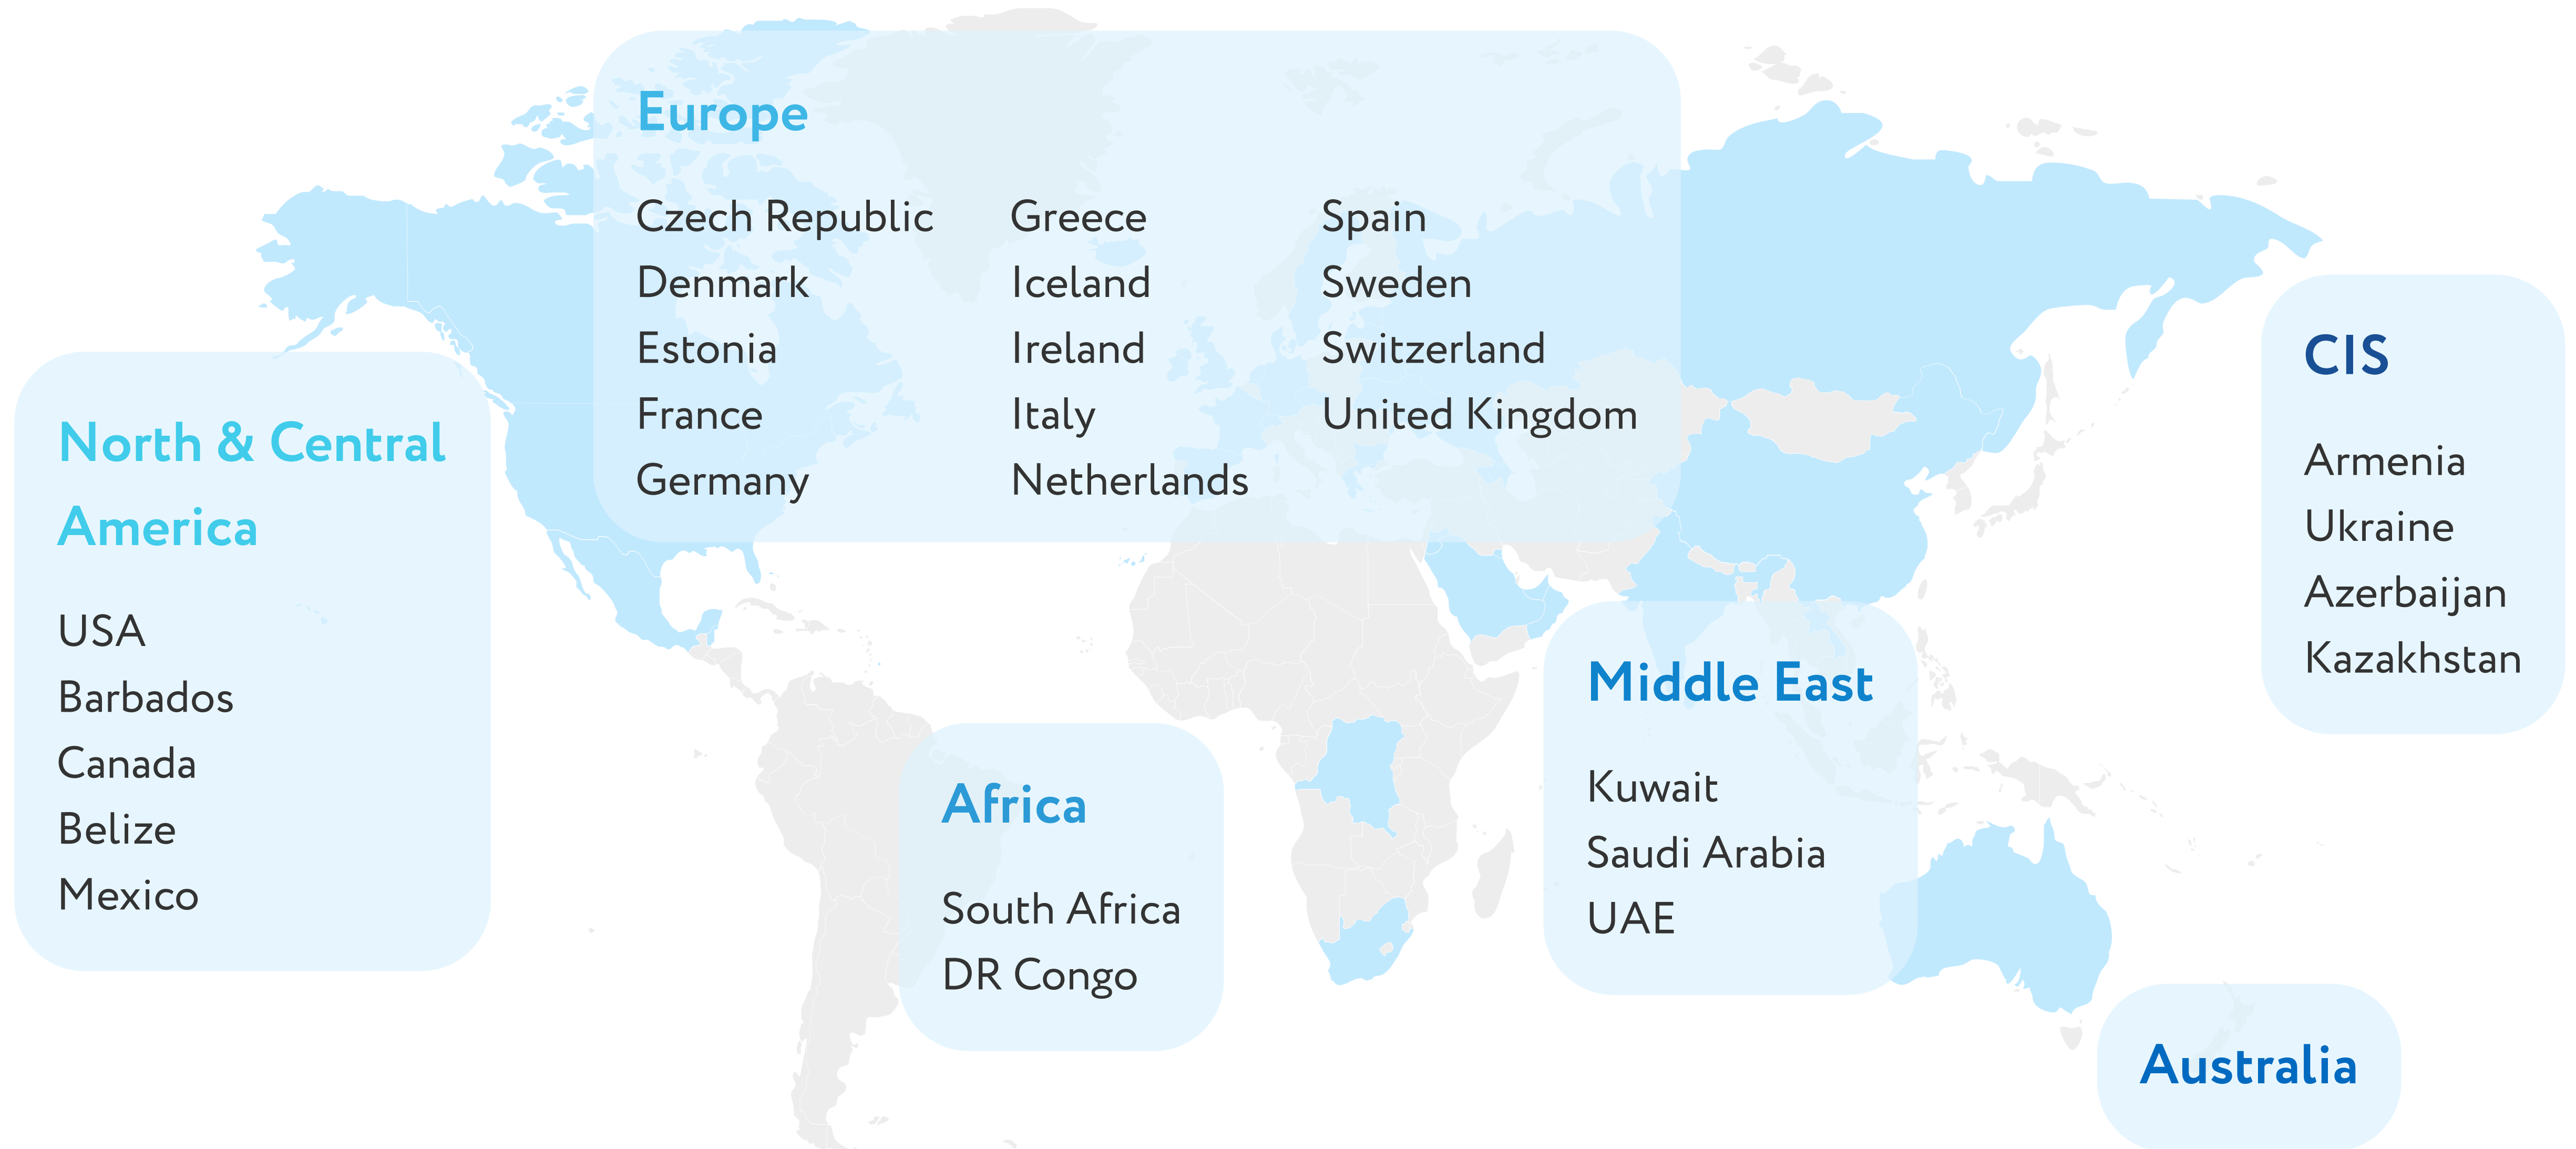 Europe
Czech Republic
Denmark
Estonia
France
Germany
Greece
Iceland
Ireland
Italy
Netherlands
Spain
Sweden
Switzerland
United Kingdom
North & Central
America
USA
Barbados
Canada
Belize
Mexico
Africa
South Africa
DR Congo
Middle East
Kuwait
Saudi Arabia
UAE
CIS
Armenia
Ukraine
Azerbaijan
Kazakhstan
Australia